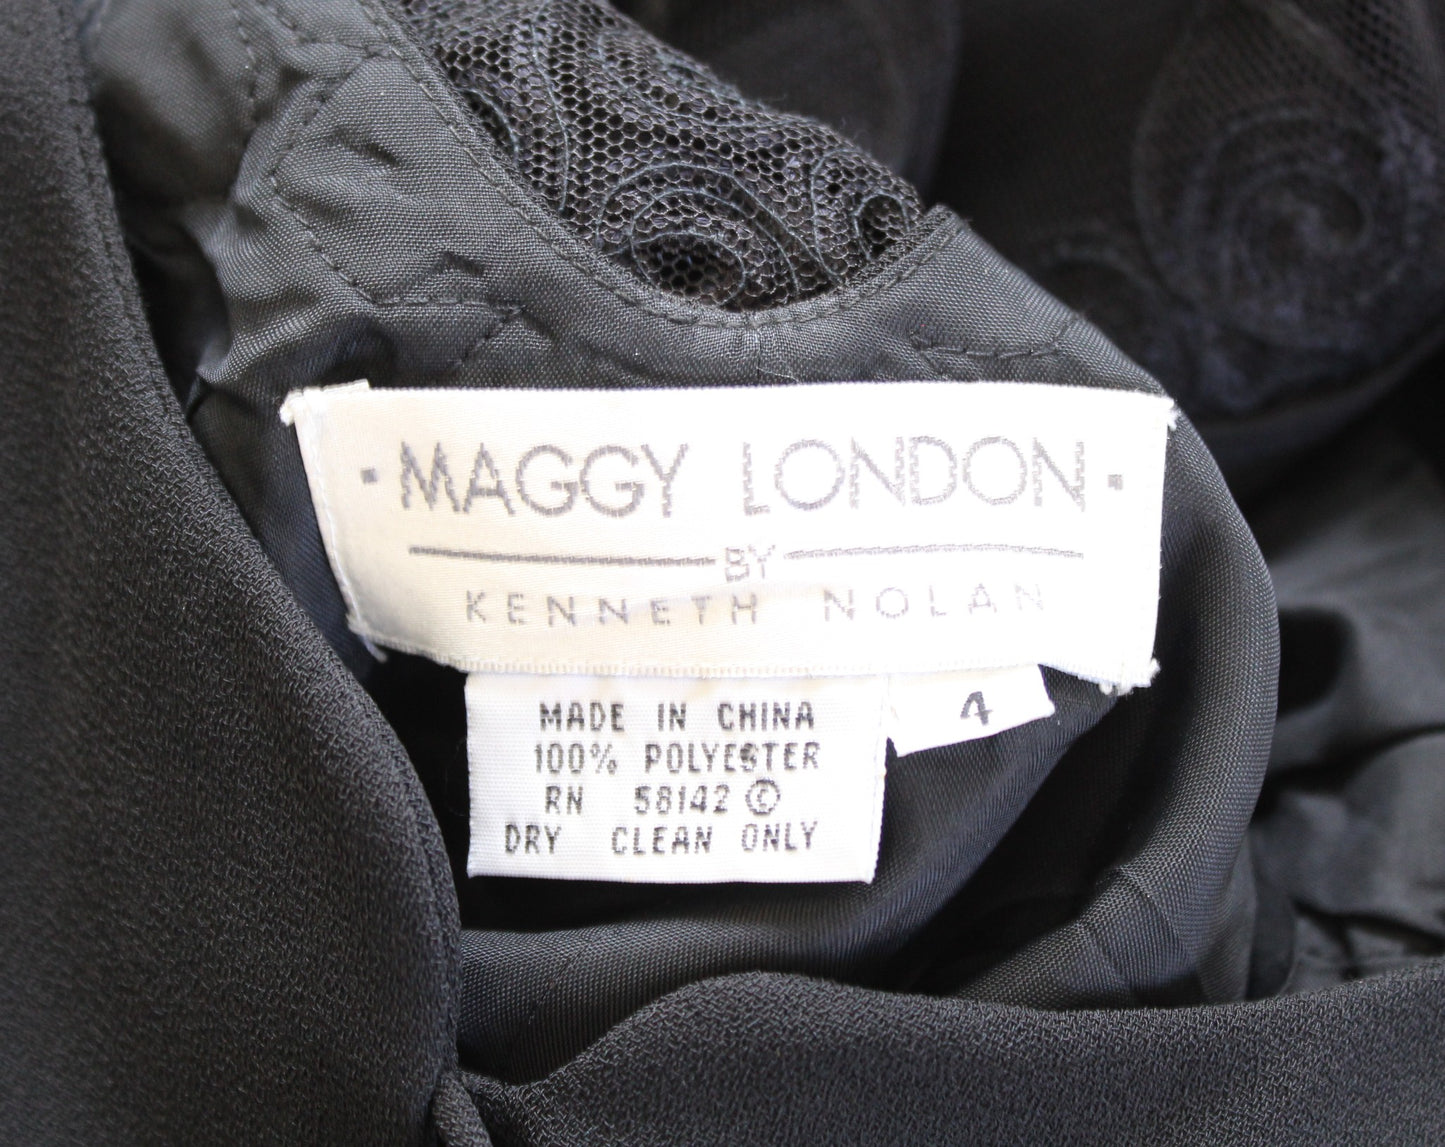 · MAGGY LONDON ·
BY
KENNETH NOLAN
4
MADE IN CHINA
100% POLYESTER
RN 58142 ©
DRY CLEAN ONLY